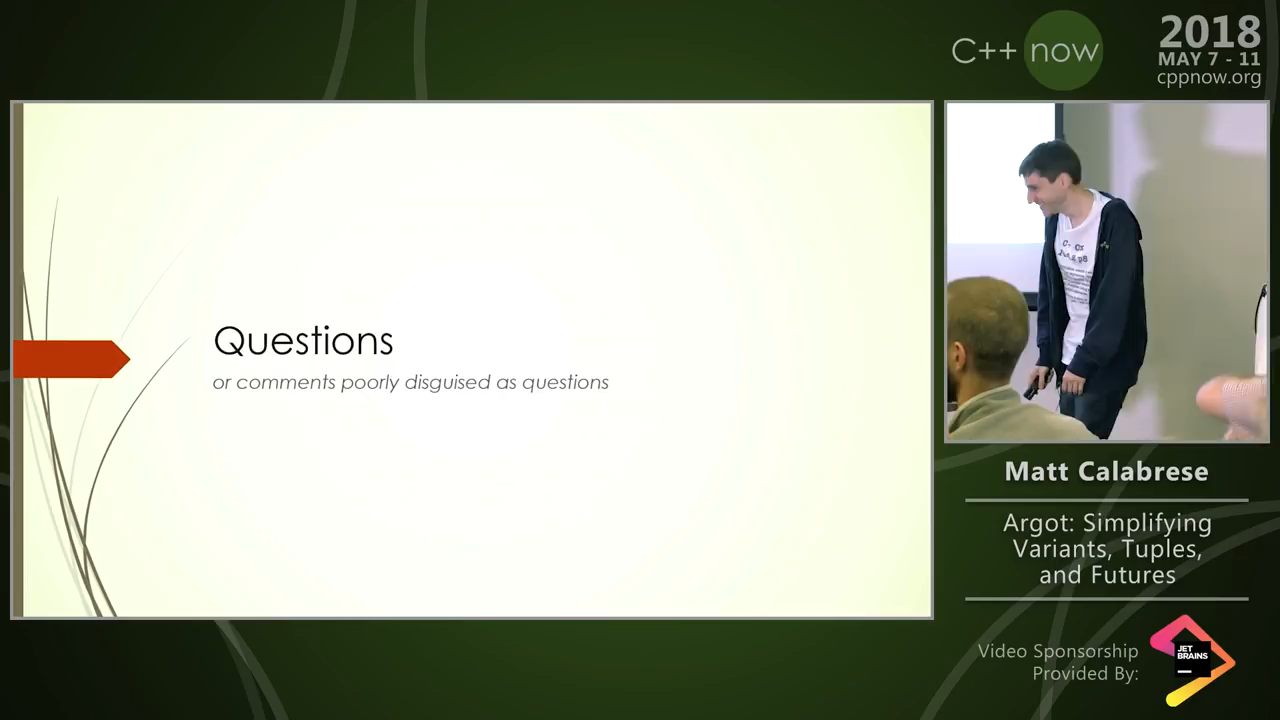 C++ now
2018
MAY 7 - 11
cppnow.org
Questions
or comments poorly disguised as questions
Matt Calabrese
Argot: Simplifying
Variants, Tuples,
and Futures
Video Sponsorship
Provided By:
JET
BRAINS